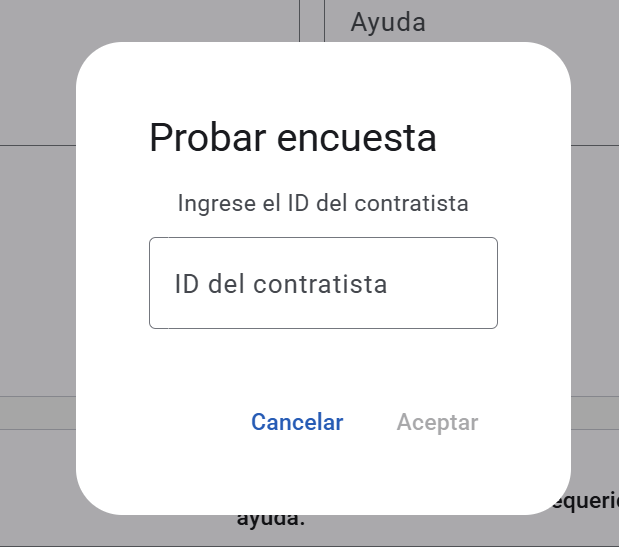 Ayuda
Probar encuesta
Ingrese el ID del contratista
ID del contratista
Cancelar Aceptar
ayuda.